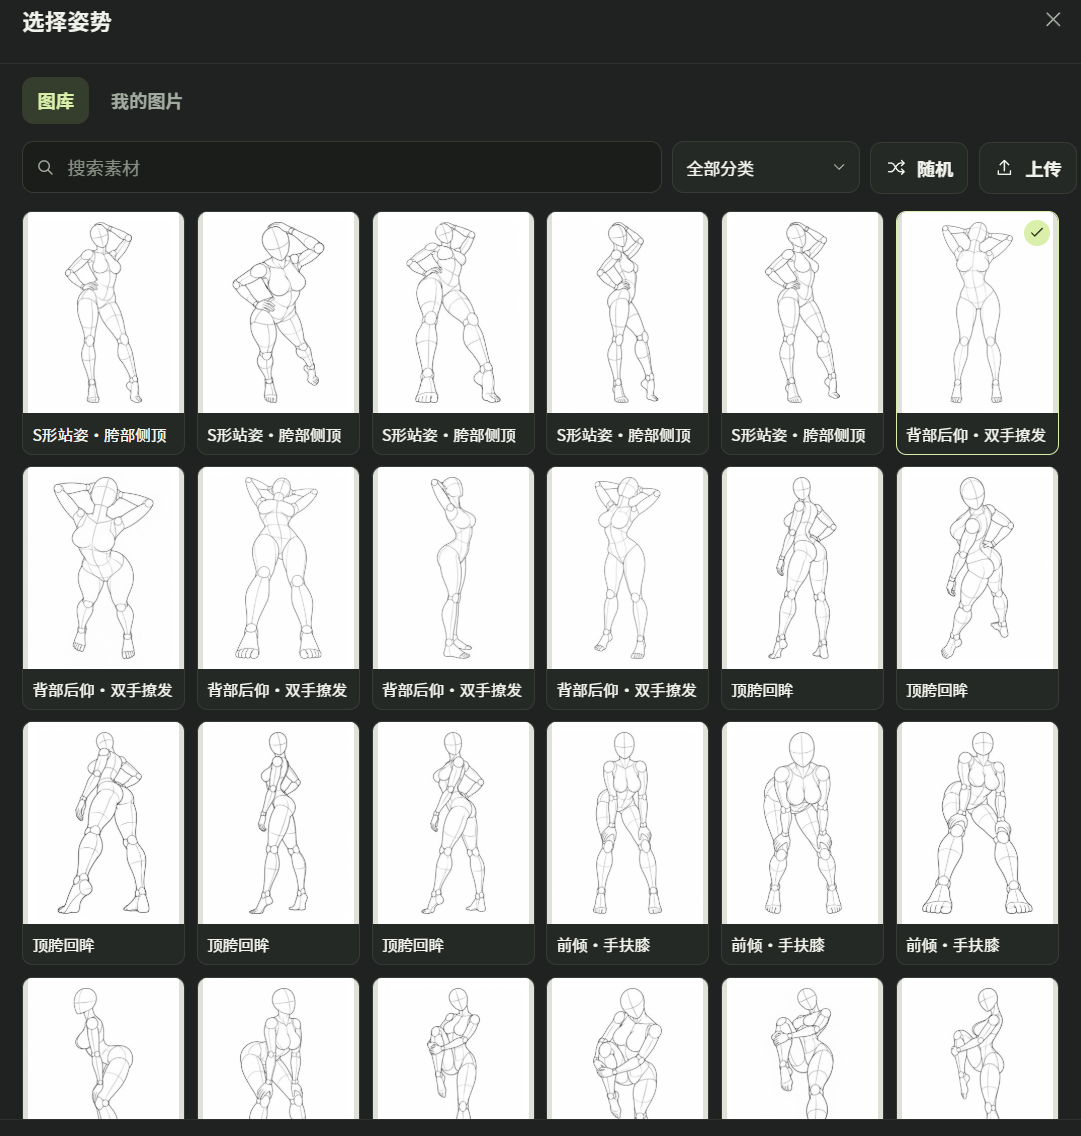 选择姿势
图库 我的图片
搜索素材 全部分类 随机 上传
S形站姿·胯部侧顶 S形站姿·胯部侧顶 S形站姿·胯部侧顶 S形站姿·胯部侧顶 S形站姿·胯部侧顶 背部后仰·双手撩发
背部后仰·双手撩发 背部后仰·双手撩发 背部后仰·双手撩发 背部后仰·双手撩发 顶胯回眸 顶胯回眸
顶胯回眸 顶胯回眸 顶胯回眸 前倾·手扶膝 前倾·手扶膝 前倾·手扶膝